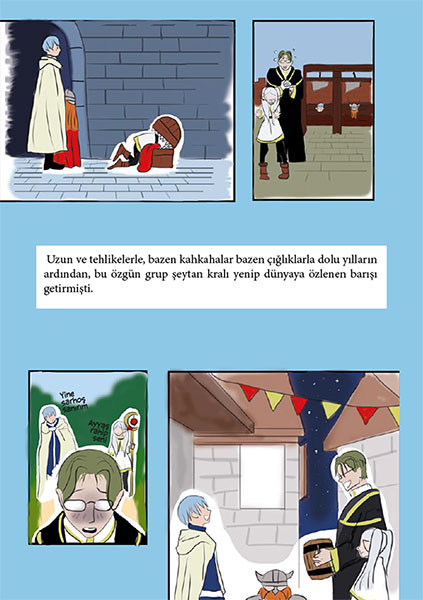 Uzun ve tehlikelerle, bazen kahkahalar bazen çığlıklarla dolu yılların
ardından, bu özgün grup şeytan kralı yenip dünyaya özlenen barışı
getirmişti.
Yine
sarhoş
sanırım
Ayyaş
rahip
seni